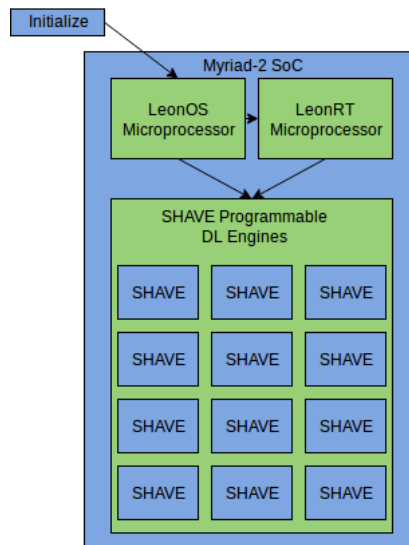 Initialize
Myriad-2 SoC
LeonOS
Microprocessor
LeonRT
Microprocessor
SHAVE Programmable
DL Engines
SHAVE SHAVE SHAVE
SHAVE SHAVE SHAVE
SHAVE SHAVE SHAVE
SHAVE SHAVE SHAVE